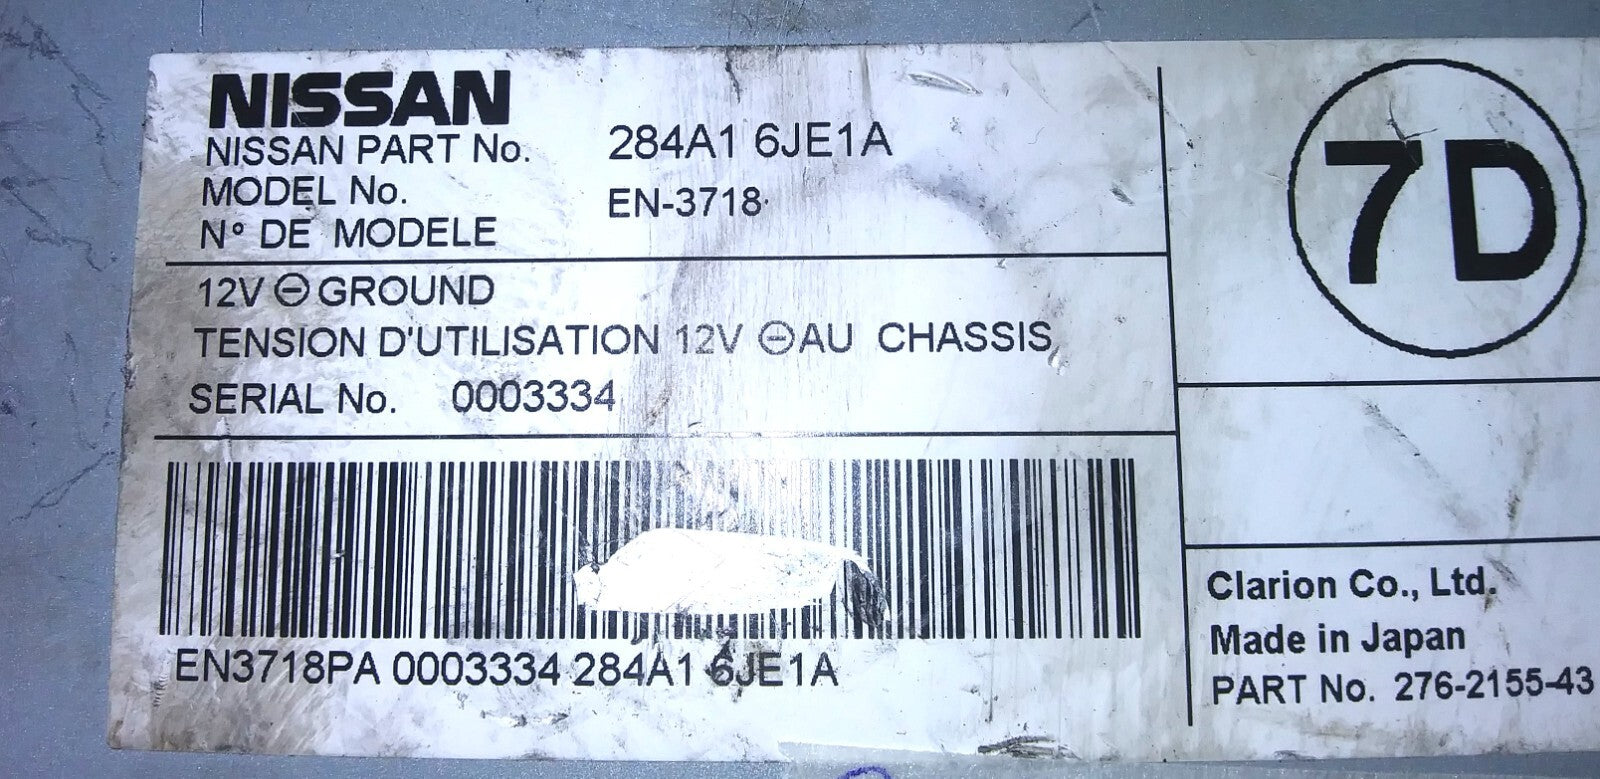 NISSAN
NISSAN PART No. 284A1 6JE1A
MODEL No. EN-3718
N° DE MODELE
12V ⊖ GROUND
TENSION D'UTILISATION 12V ⊖ AU CHASSIS
SERIAL No. 0003334
EN3718PA 0003334 284A1 6JE1A
7D
Clarion Co., Ltd.
Made in Japan
PART No. 276-2155-43